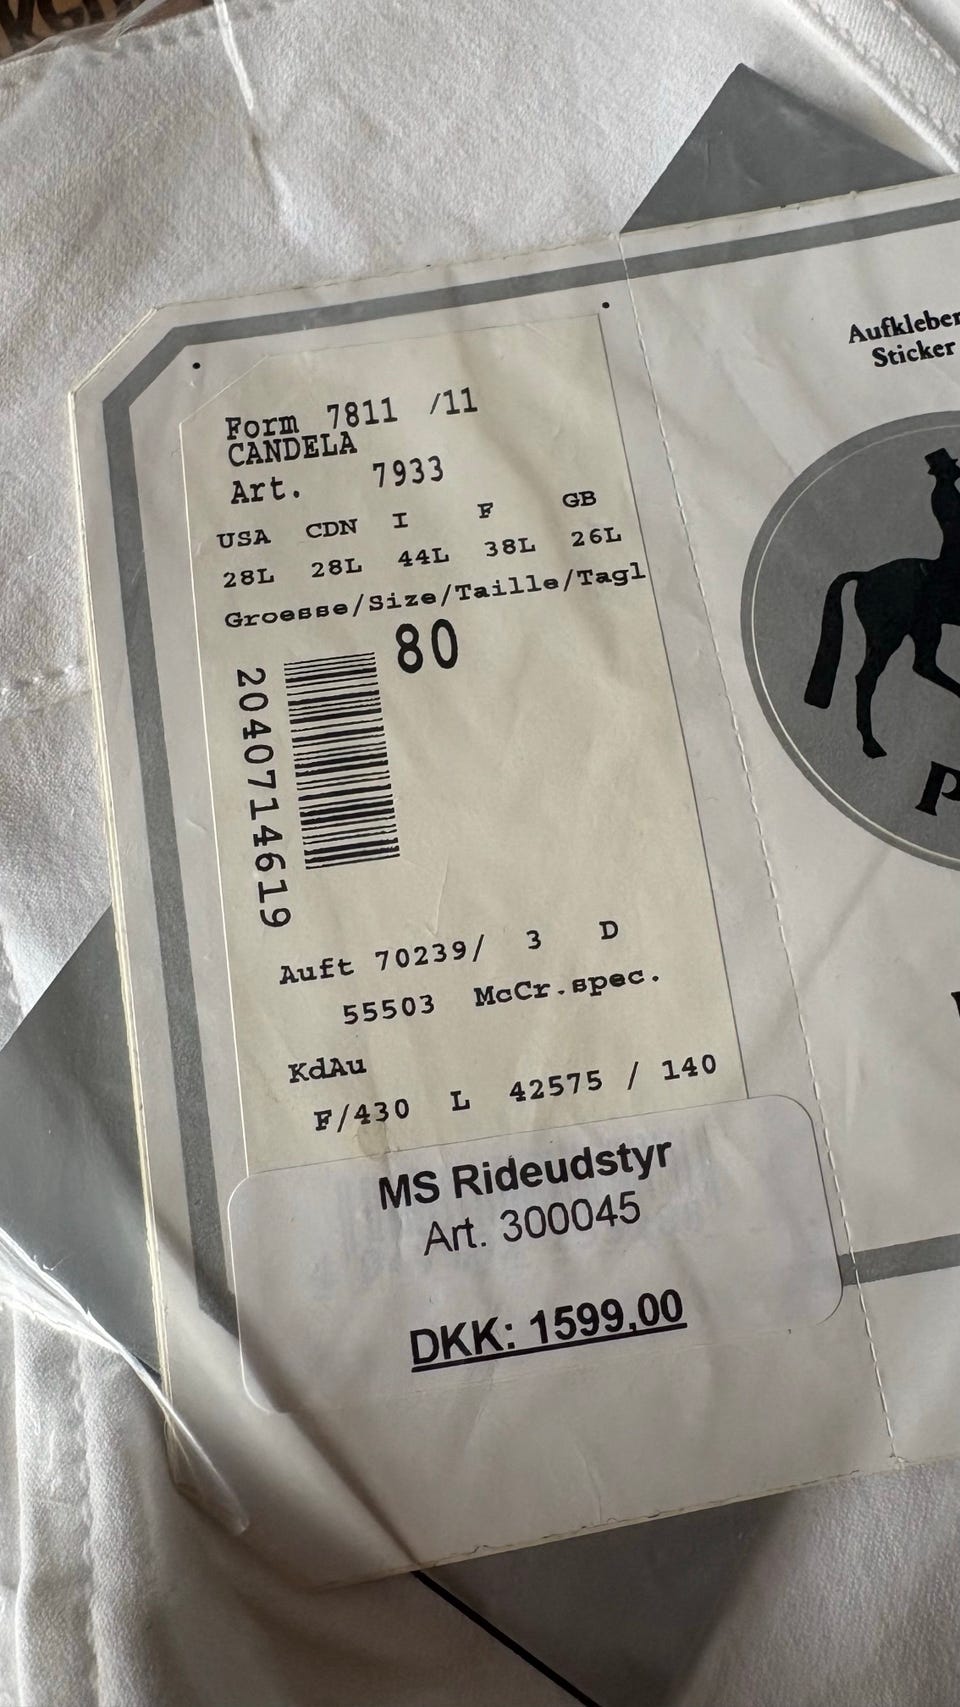 Form 7811 /11
CANDELA
Art. 7933
USA CDN I F GB
28L 28L 44L 38L 26L
Groesse/Size/Taille/Tagl
80
2040714619
Auft 70239/ 3 D
55503 McCr.spec.
KdAu
F/430 L 42575 / 140
MS Rideudstyr
Art. 300045
DKK: 1599,00
Aufkleber
Sticker
P